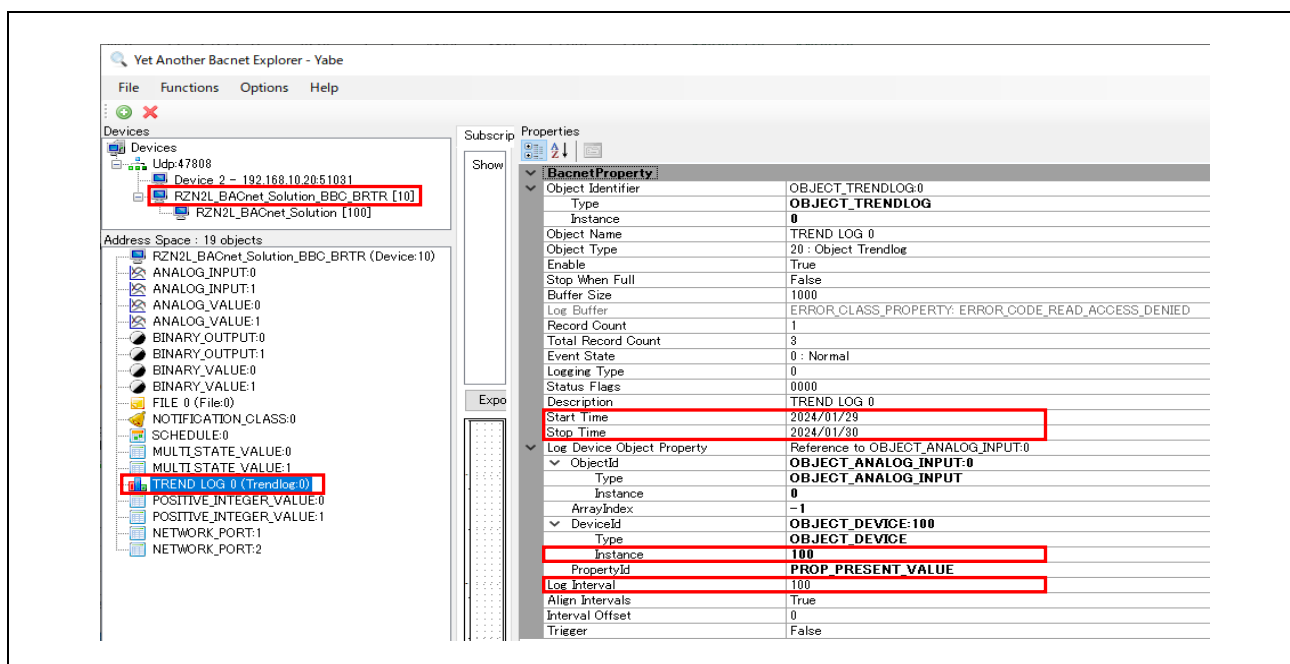 Yet Another Bacnet Explorer - Yabe
File Functions Options Help
Devices
Devices
Udp:47808
Device 2 - 192.168.10.20:51031
RZN2L_BACnet_Solution_BBC_BRTR [10]
RZN2L_BACnet_Solution [100]
Address Space : 19 objects
RZN2L_BACnet_Solution_BBC_BRTR (Device:10)
ANALOG_INPUT:0
ANALOG_INPUT:1
ANALOG_VALUE:0
ANALOG_VALUE:1
BINARY_OUTPUT:0
BINARY_OUTPUT:1
BINARY_VALUE:0
BINARY_VALUE:1
FILE 0 (File:0)
NOTIFICATION_CLASS:0
SCHEDULE:0
MULTI_STATE_VALUE:0
MULTI_STATE_VALUE:1
TREND LOG 0 (Trendlog:0)
POSITIVE_INTEGER_VALUE:0
POSITIVE_INTEGER_VALUE:1
NETWORK_PORT:1
NETWORK_PORT:2
Subscrip
Show
Expo
Properties
BacnetProperty
Object Identifier OBJECT_TRENDLOG:0
Type OBJECT_TRENDLOG
Instance 0
Object Name TREND LOG 0
Object Type 20 : Object Trendlog
Enable True
Stop When Full False
Buffer Size 1000
Log Buffer ERROR_CLASS_PROPERTY: ERROR_CODE_READ_ACCESS_DENIED
Record Count 1
Total Record Count 3
Event State 0 : Normal
Logging Type 0
Status Flags 0000
Description TREND LOG 0
Start Time 2024/01/29
Stop Time 2024/01/30
Log Device Object Property Reference to OBJECT_ANALOG_INPUT:0
ObjectId OBJECT_ANALOG_INPUT:0
Type OBJECT_ANALOG_INPUT
Instance 0
ArrayIndex -1
DeviceId OBJECT_DEVICE:100
Type OBJECT_DEVICE
Instance 100
PropertyId PROP_PRESENT_VALUE
Log Interval 100
Align Intervals True
Interval Offset 0
Trigger False